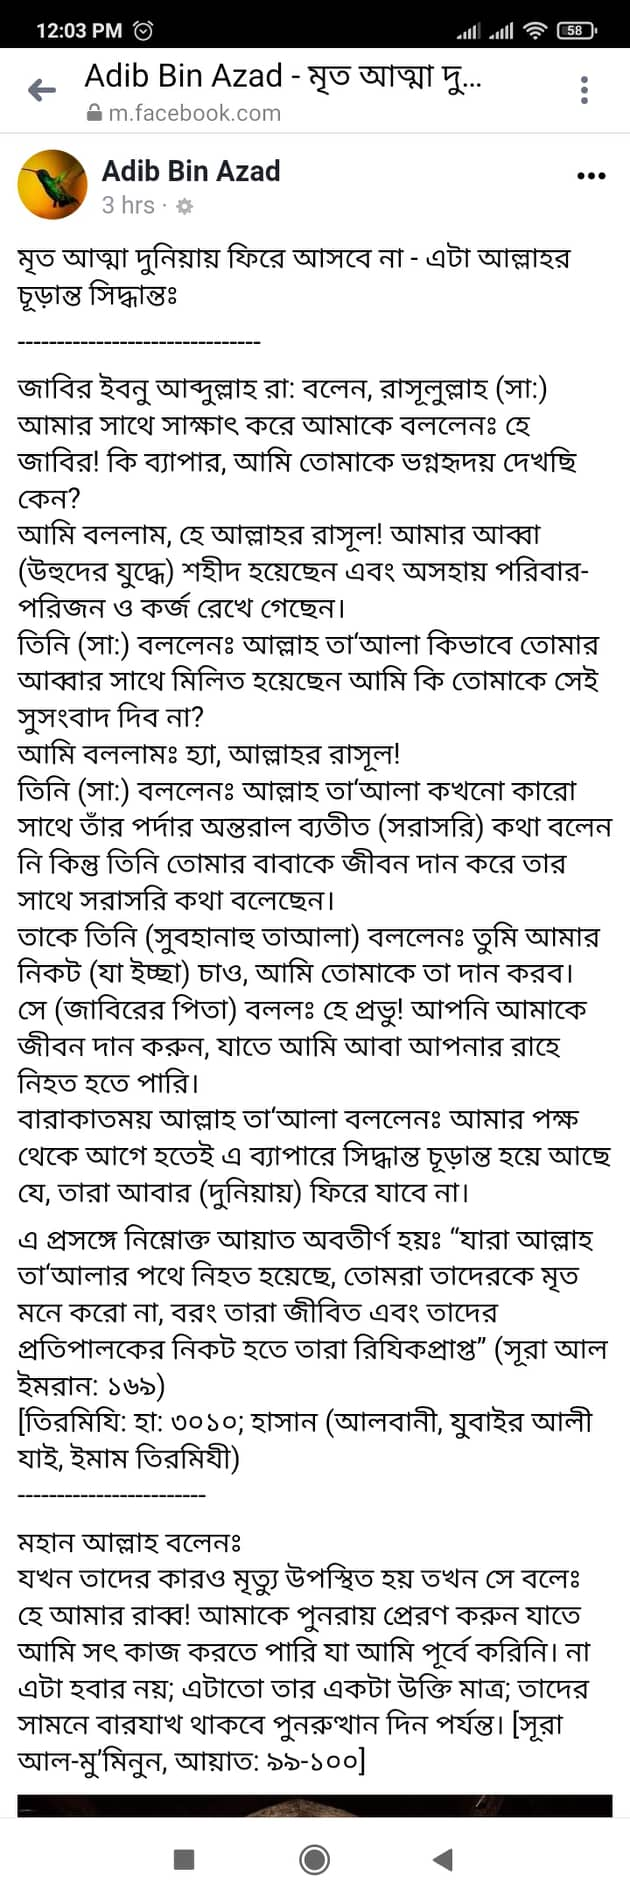 12:03 PM
58
Adib Bin Azad - মৃত আত্মা দু...
m.facebook.com
Adib Bin Azad
3 hrs ·
মৃত আত্মা দুনিয়ায় ফিরে আসবে না - এটা আল্লাহর
চূড়ান্ত সিদ্ধান্তঃ
-------------------------------
জাবির ইবনু আব্দুল্লাহ রা: বলেন, রাসূলুল্লাহ (সা:)
আমার সাথে সাক্ষাৎ করে আমাকে বললেনঃ হে
জাবির! কি ব্যাপার, আমি তোমাকে ভগ্নহৃদয় দেখছি
কেন?
আমি বললাম, হে আল্লাহর রাসূল! আমার আব্বা
(উহুদের যুদ্ধে) শহীদ হয়েছেন এবং অসহায় পরিবার-
পরিজন ও কর্জ রেখে গেছেন।
তিনি (সা:) বললেনঃ আল্লাহ তা'আলা কিভাবে তোমার
আব্বার সাথে মিলিত হয়েছেন আমি কি তোমাকে সেই
সুসংবাদ দিব না?
আমি বললামঃ হ্যা, আল্লাহর রাসূল!
তিনি (সা:) বললেনঃ আল্লাহ তা'আলা কখনো কারো
সাথে তাঁর পর্দার অন্তরাল ব্যতীত (সরাসরি) কথা বলেন
নি কিন্তু তিনি তোমার বাবাকে জীবন দান করে তার
সাথে সরাসরি কথা বলেছেন।
তাকে তিনি (সুবহানাহু তাআলা) বললেনঃ তুমি আমার
নিকট (যা ইচ্ছা) চাও, আমি তোমাকে তা দান করব।
সে (জাবিরের পিতা) বললঃ হে প্রভু! আপনি আমাকে
জীবন দান করুন, যাতে আমি আবা আপনার রাহে
নিহত হতে পারি।
বারাকাতময় আল্লাহ তা'আলা বললেনঃ আমার পক্ষ
থেকে আগে হতেই এ ব্যাপারে সিদ্ধান্ত চূড়ান্ত হয়ে আছে
যে, তারা আবার (দুনিয়ায়) ফিরে যাবে না।
এ প্রসঙ্গে নিম্নোক্ত আয়াত অবতীর্ণ হয়ঃ “যারা আল্লাহ
তা'আলার পথে নিহত হয়েছে, তোমরা তাদেরকে মৃত
মনে করো না, বরং তারা জীবিত এবং তাদের
প্রতিপালকের নিকট হতে তারা রিযিকপ্রাপ্ত” (সূরা আল
ইমরান: ১৬৯)
[তিরমিযি: হা: ৩০১০; হাসান (আলবানী, যুবাইর আলী
যাই, ইমাম তিরমিযী)
------------------------
মহান আল্লাহ বলেনঃ
যখন তাদের কারও মৃত্যু উপস্থিত হয় তখন সে বলেঃ
হে আমার রাব্ব! আমাকে পুনরায় প্রেরণ করুন যাতে
আমি সৎ কাজ করতে পারি যা আমি পূর্বে করিনি। না
এটা হবার নয়; এটাতো তার একটা উক্তি মাত্র; তাদের
সামনে বারযাখ থাকবে পুনরুত্থান দিন পর্যন্ত। [সূরা
আল-মু'মিনুন, আয়াত: ৯৯-১০০]